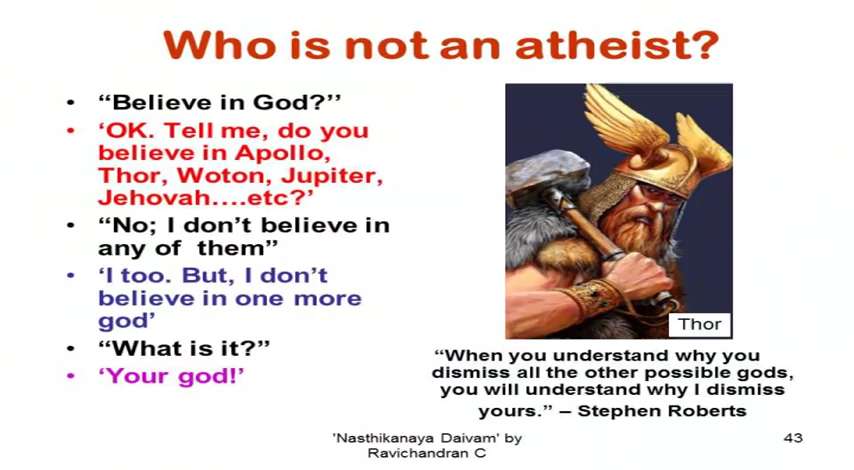 Who is not an atheist?
• “Believe in God?’’
• ‘OK. Tell me, do you
believe in Apollo,
Thor, Woton, Jupiter,
Jehovah....etc?’
• “No; I don’t believe in
any of them”
• ‘I too. But, I don’t
believe in one more
god’
• “What is it?”
• ‘Your god!’
Thor
“When you understand why you
dismiss all the other possible gods,
you will understand why I dismiss
yours.” – Stephen Roberts
'Nasthikanaya Daivam' by
Ravichandran C
43